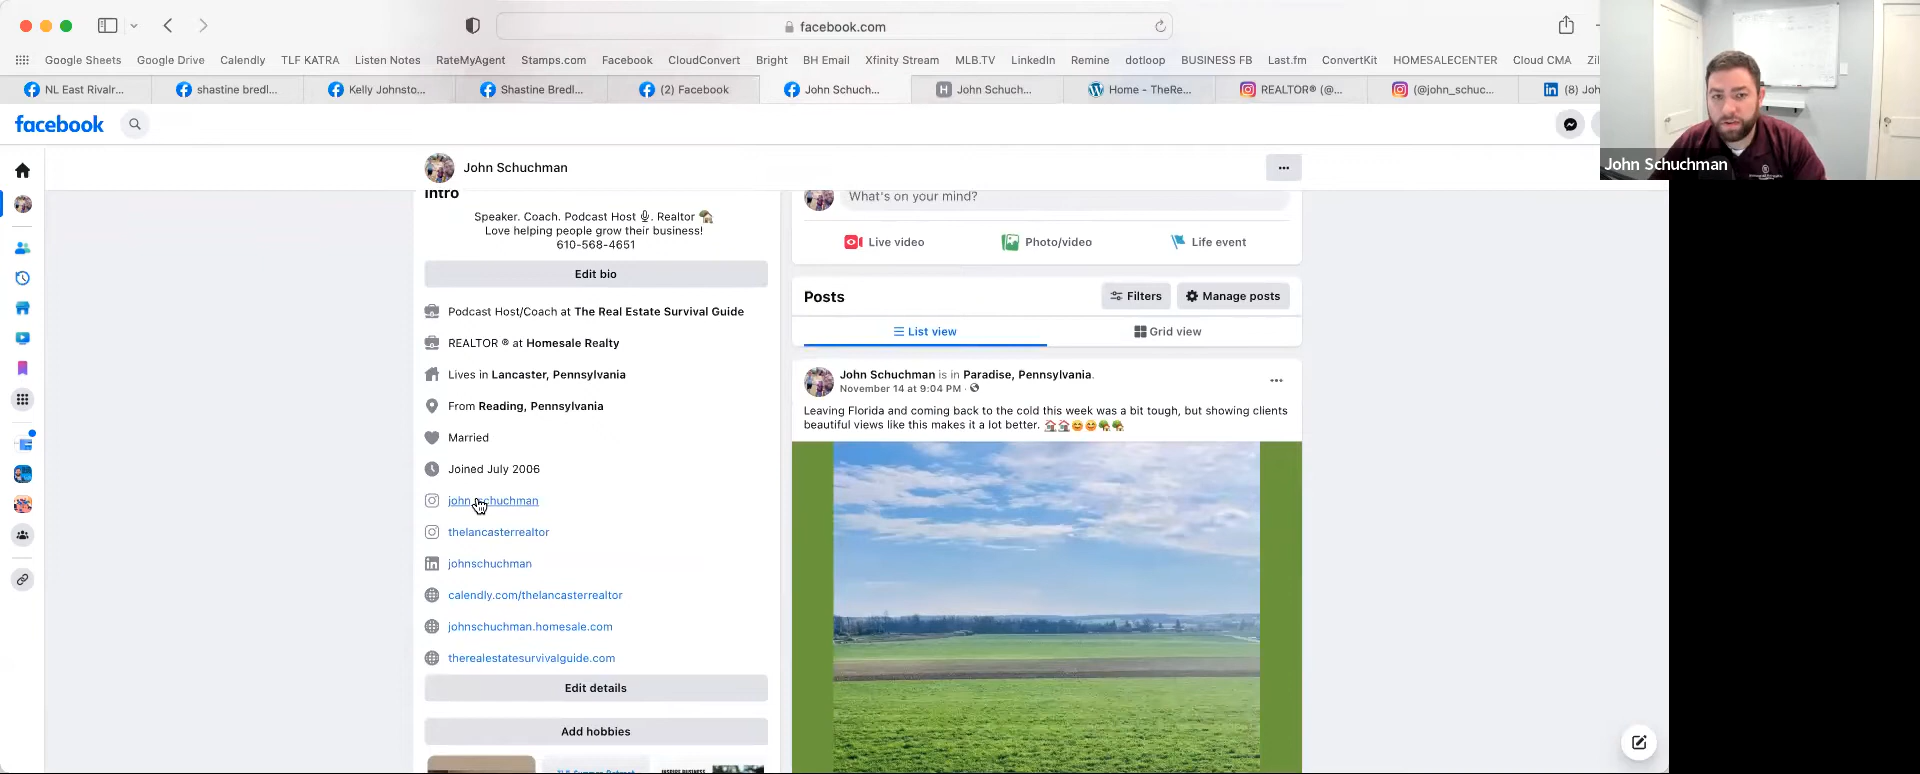 facebook.com
Google Sheets
Google Drive
Calendly
TLF KATRA
Listen Notes
RateMyAgent
Stamps.com
Facebook
CloudConvert
Bright
BH Email
Xfinity Stream
MLB.TV
LinkedIn
Remine
dotloop
BUSINESS FB
Last.fm
ConvertKit
HOMESALECENTER
Cloud CMA
NL East Rivalr...
shastine bredl...
Kelly Johnsto...
Shastine Bredl...
(2) Facebook
John Schuch...
John Schuch...
Home - TheRe...
REALTOR® (@...
(@john_schuc...
facebook
John Schuchman
John Schuchman
Intro
Speaker. Coach. Podcast Host 🎙. Realtor 🏡
Love helping people grow their business!
610-568-4651
Edit bio
Podcast Host/Coach at The Real Estate Survival Guide
REALTOR ® at Homesale Realty
Lives in Lancaster, Pennsylvania
From Reading, Pennsylvania
Married
Joined July 2006
john_schuchman
thelancasterrealtor
johnschuchman
calendly.com/thelancasterrealtor
johnschuchman.homesale.com
therealestatesurvivalguide.com
Edit details
Add hobbies
What's on your mind?
Live video
Photo/video
Life event
Posts
Filters
Manage posts
List view
Grid view
John Schuchman is in Paradise, Pennsylvania.
November 14 at 9:04 PM ·
Leaving Florida and coming back to the cold this week was a bit tough, but showing clients
beautiful views like this makes it a lot better. 🏠🏠😊😊🏡🏡